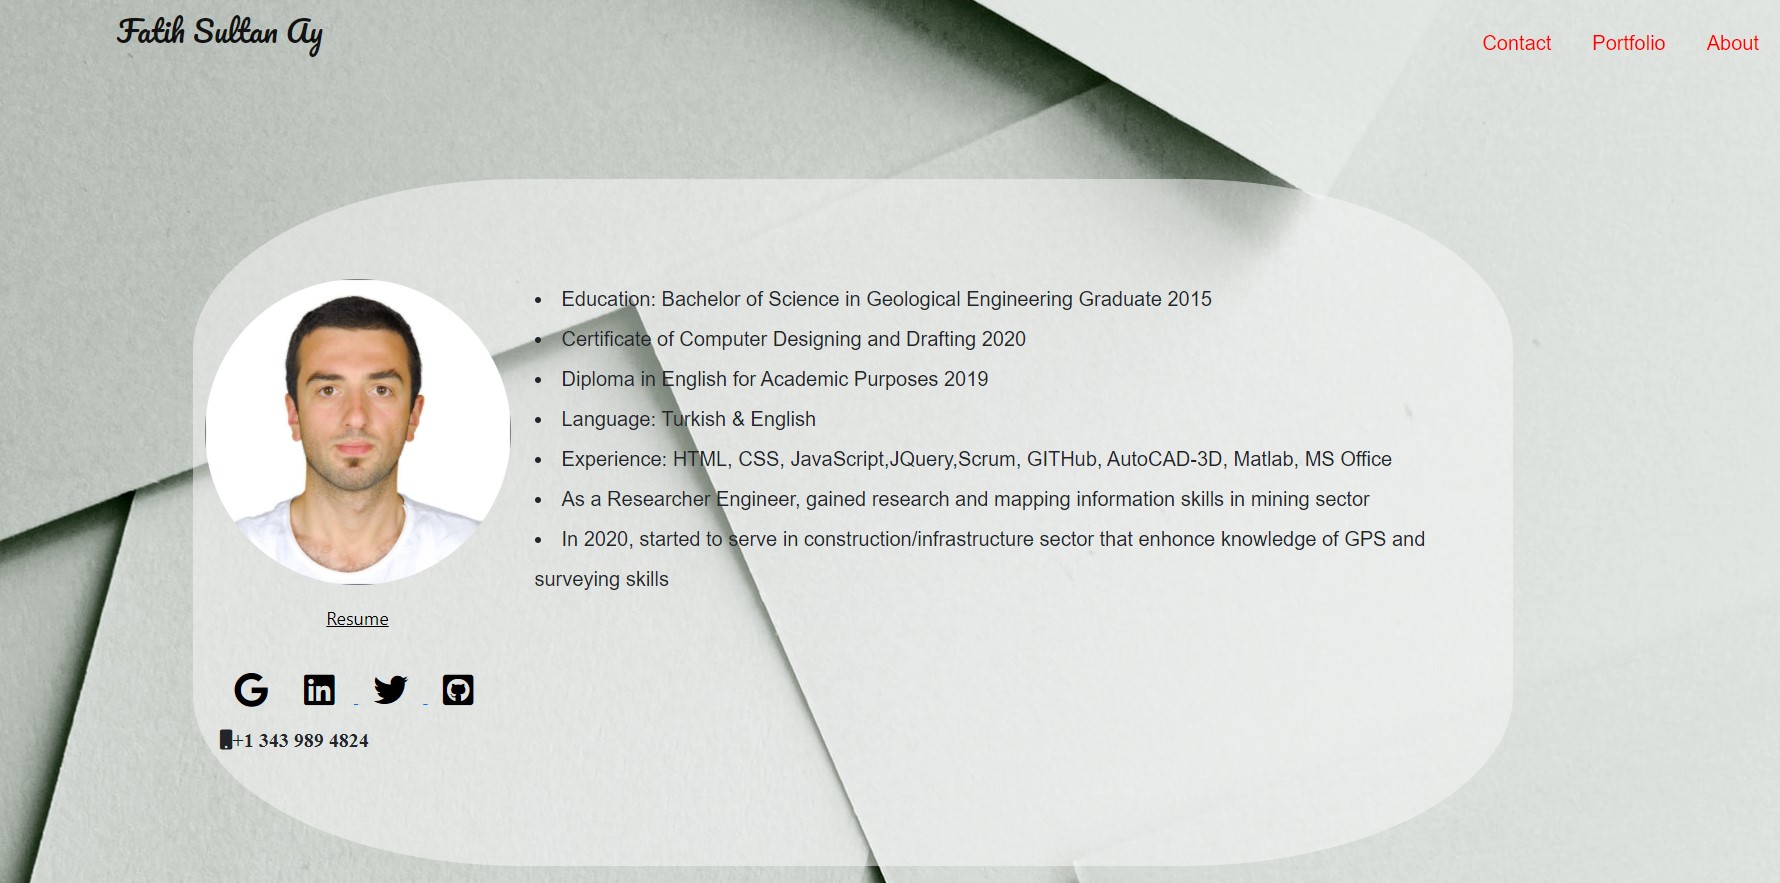 Fatih Sultan Ay
Contact Portfolio About
Education: Bachelor of Science in Geological Engineering Graduate 2015
Certificate of Computer Designing and Drafting 2020
Diploma in English for Academic Purposes 2019
Language: Turkish & English
Experience: HTML, CSS, JavaScript,JQuery,Scrum, GITHub, AutoCAD-3D, Matlab, MS Office
As a Researcher Engineer, gained research and mapping information skills in mining sector
In 2020, started to serve in construction/infrastructure sector that enhonce knowledge of GPS and
surveying skills
Resume
+1 343 989 4824